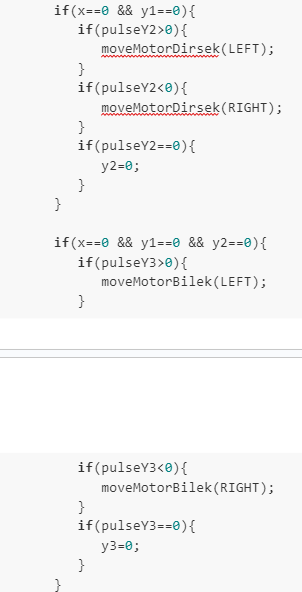 if(x==0 && y1==0){
if(pulseY2>0){
moveMotorDirsek(LEFT);
}
if(pulseY2<0){
moveMotorDirsek(RIGHT);
}
if(pulseY2==0){
y2=0;
}
}
if(x==0 && y1==0 && y2==0){
if(pulseY3>0){
moveMotorBilek(LEFT);
}
if(pulseY3<0){
moveMotorBilek(RIGHT);
}
if(pulseY3==0){
y3=0;
}
}